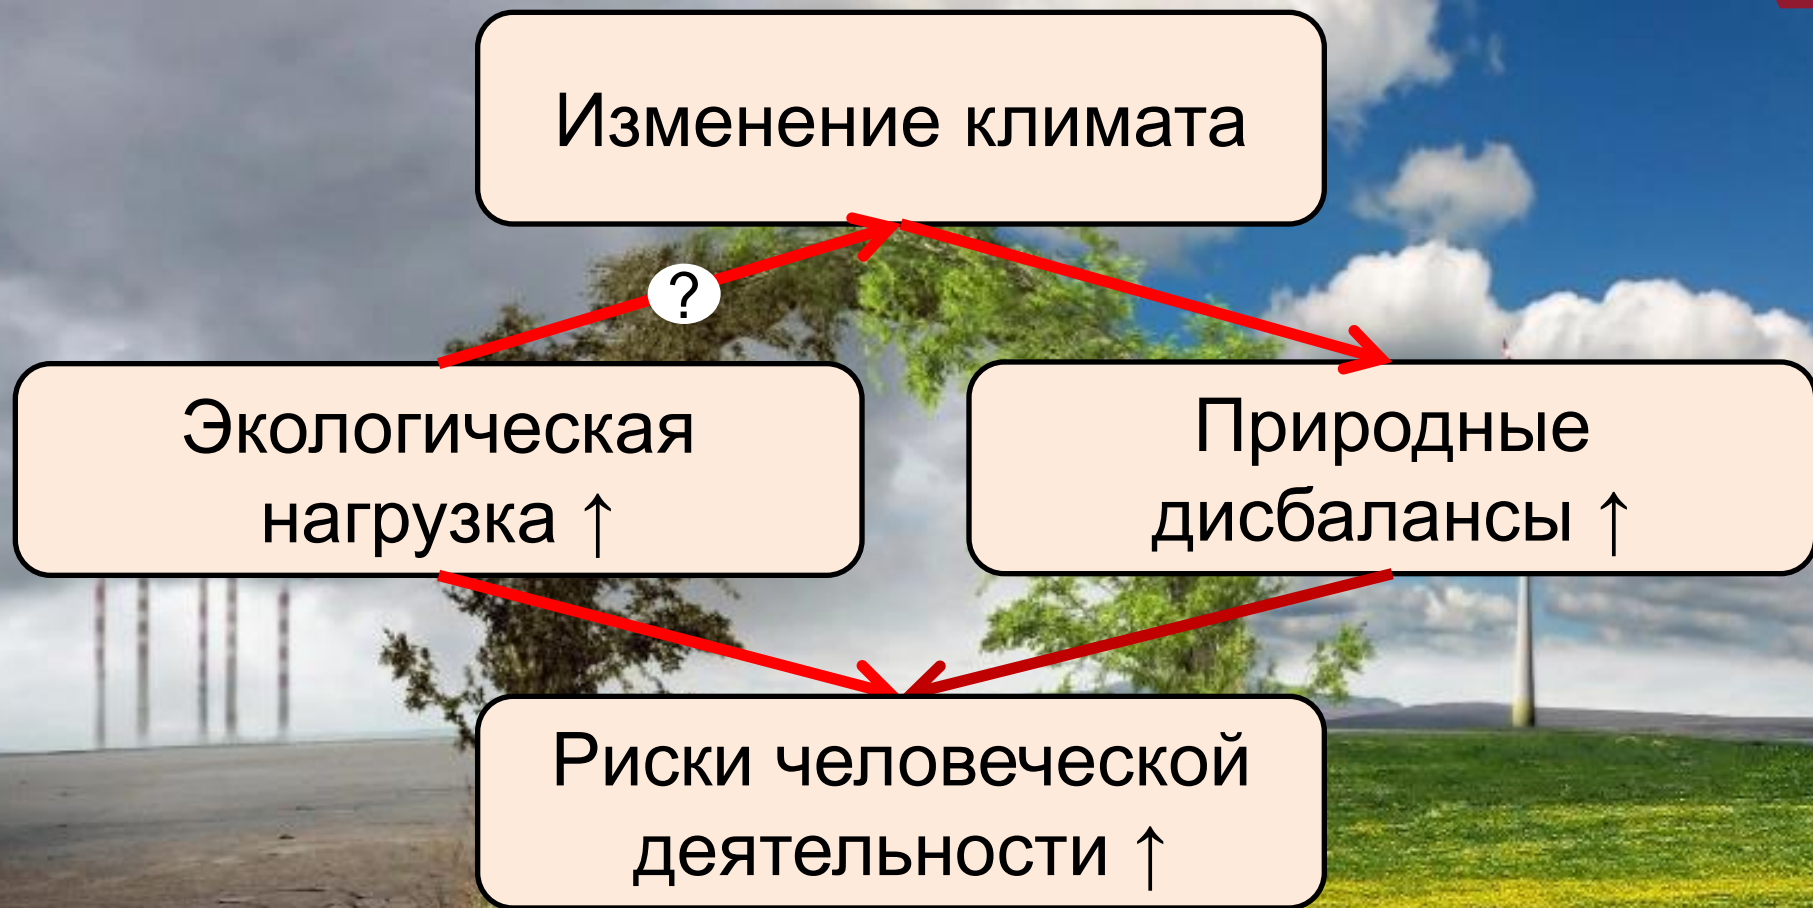 Изменение климата
?
Экологическая
нагрузка ↑
Природные
дисбалансы ↑
Риски человеческой
деятельности ↑